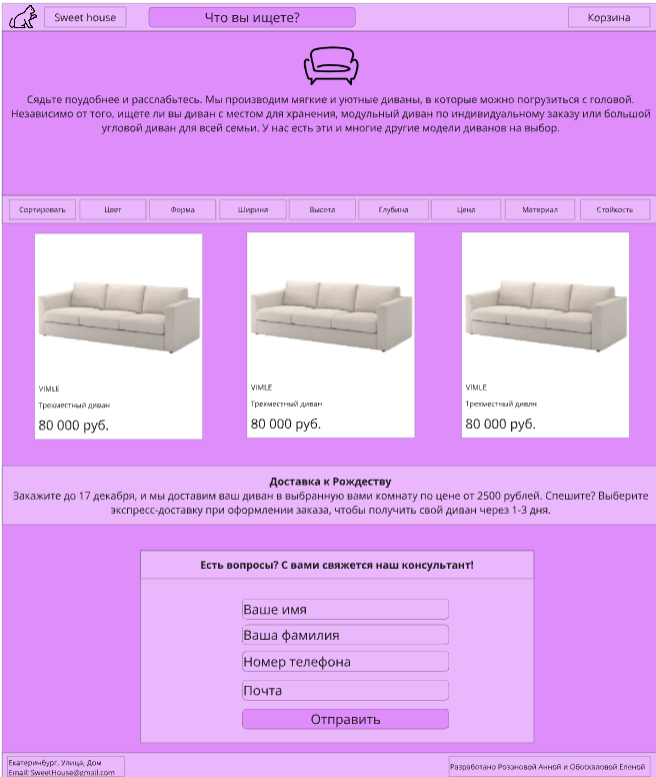 Sweet house
Что вы ищете?
Корзина
Сядьте поудобнее и расслабьтесь. Мы производим мягкие и уютные диваны, в которые можно погрузиться с головой.
Независимо от того, ищете ли вы диван с местом для хранения, модульный диван по индивидуальному заказу или большой
угловой диван для всей семьи. У нас есть эти и многие другие модели диванов на выбор.
Сортировать
Цвет
Форма
Ширина
Высота
Глубина
Цена
Материал
Стойкость
VIMLE
Трехместный диван
80 000 руб.
VIMLE
Трехместный диван
80 000 руб.
VIMLE
Трехместный диван
80 000 руб.
Доставка к Рождеству
Закажите до 17 декабря, и мы доставим ваш диван в выбранную вами комнату по цене от 2500 рублей. Спешите? Выберите
экспресс-доставку при оформлении заказа, чтобы получить свой диван через 1-3 дня.
Есть вопросы? С вами свяжется наш консультант!
Ваше имя
Ваша фамилия
Номер телефона
Почта
Отправить
Екатеринбург, Улица, Дом
Email: SweetHouse@gmail.com
Разработано Розановой Анной и Обоскаловой Еленой